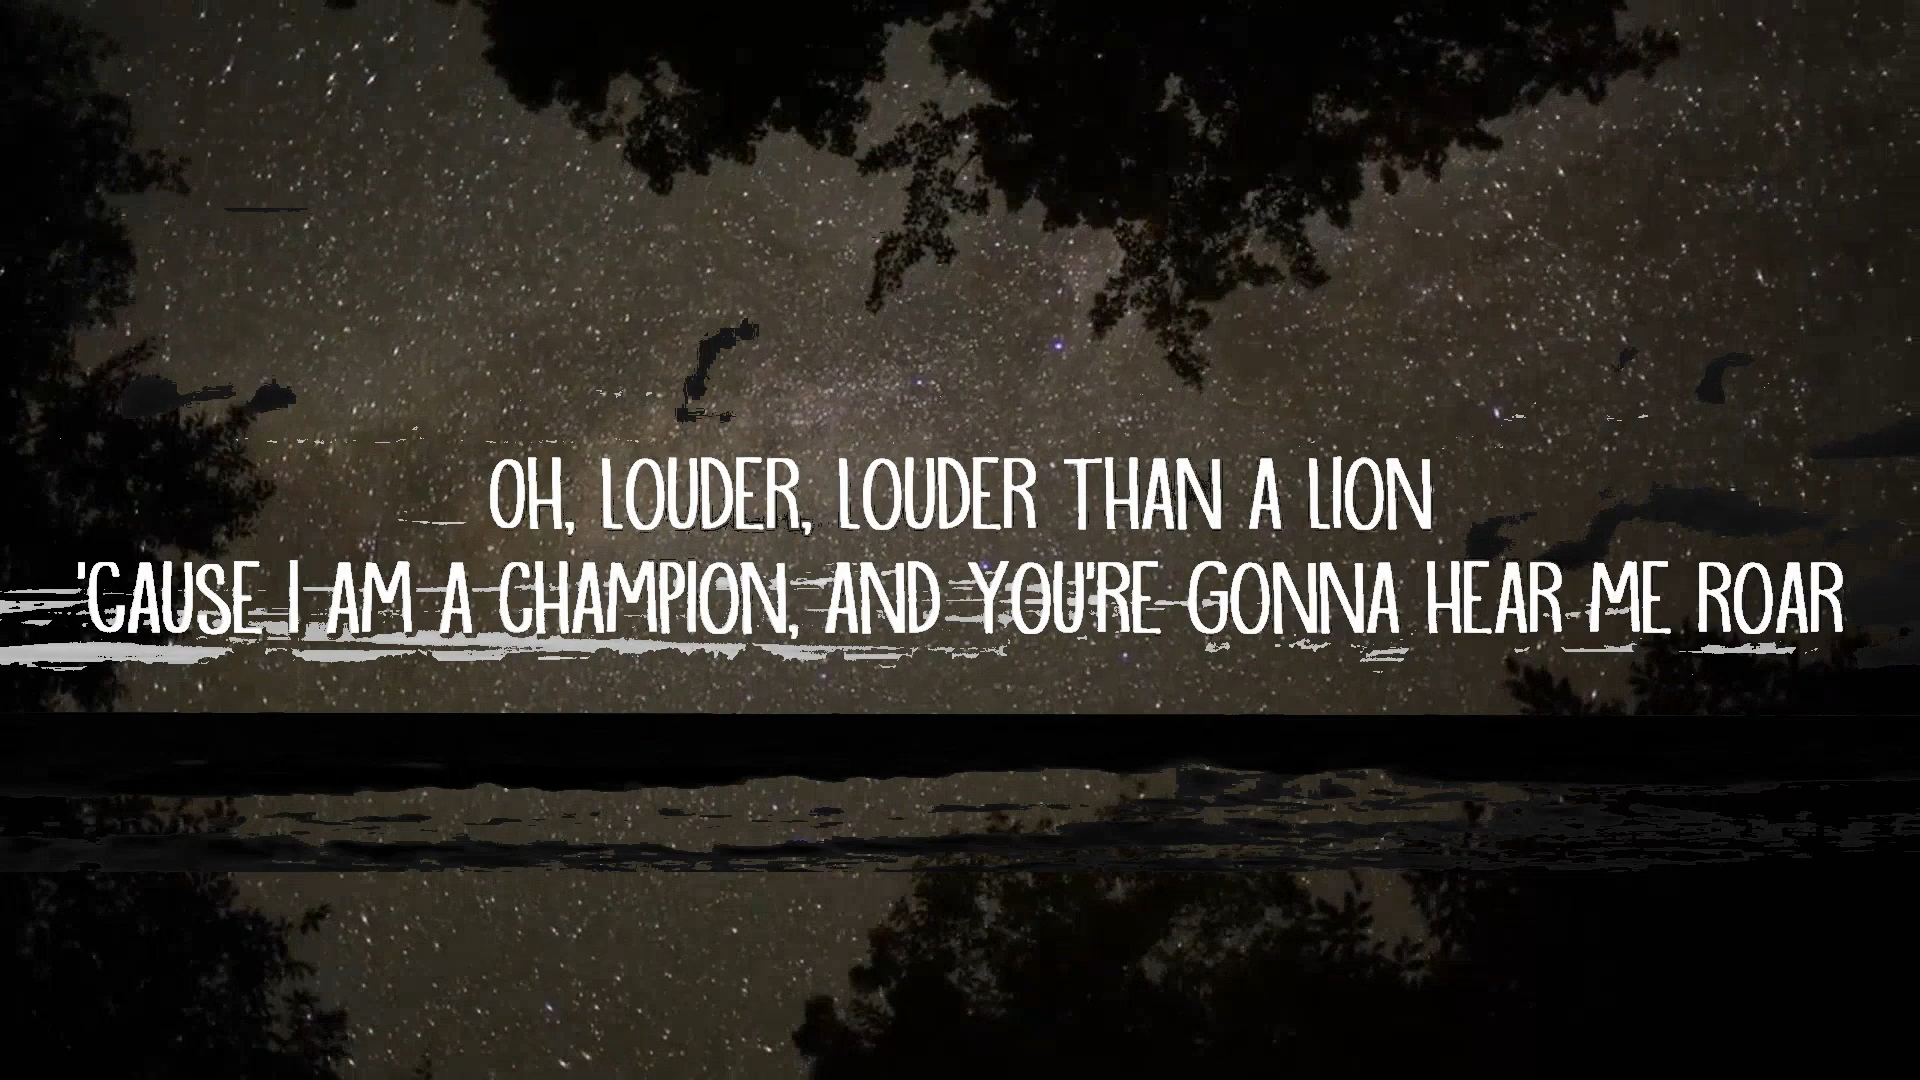 OH, LOUDER, LOUDER THAN A LION
'CAUSE I AM A CHAMPION, AND YOU'RE GONNA HEAR ME ROAR